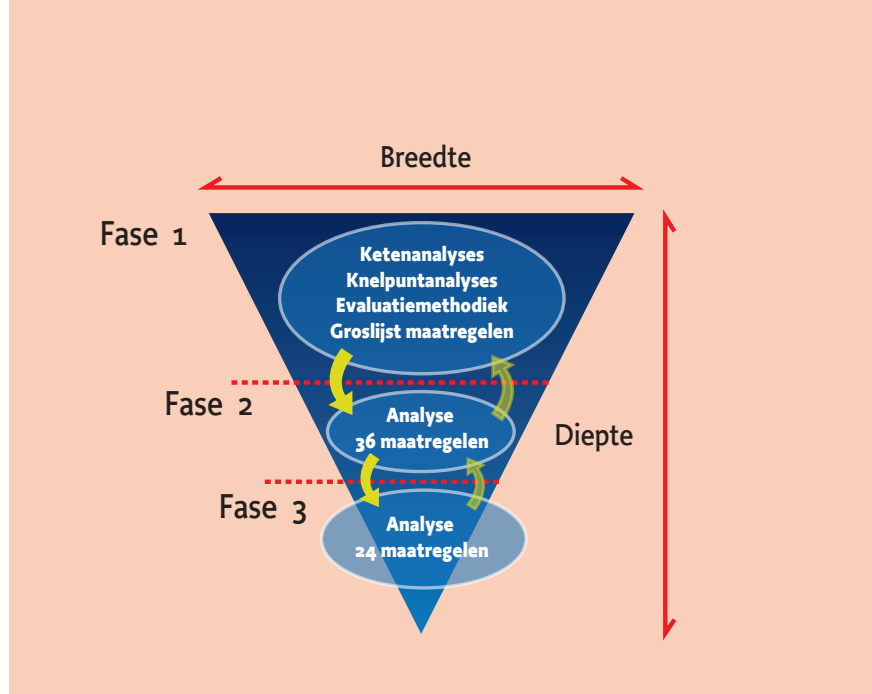 Breedte
Fase 1
Ketenanalyses
Knelpuntanalyses
Evaluatiemethodiek
Groslijst maatregelen
Fase 2
Analyse
36 maatregelen
Diepte
Fase 3
Analyse
24 maatregelen